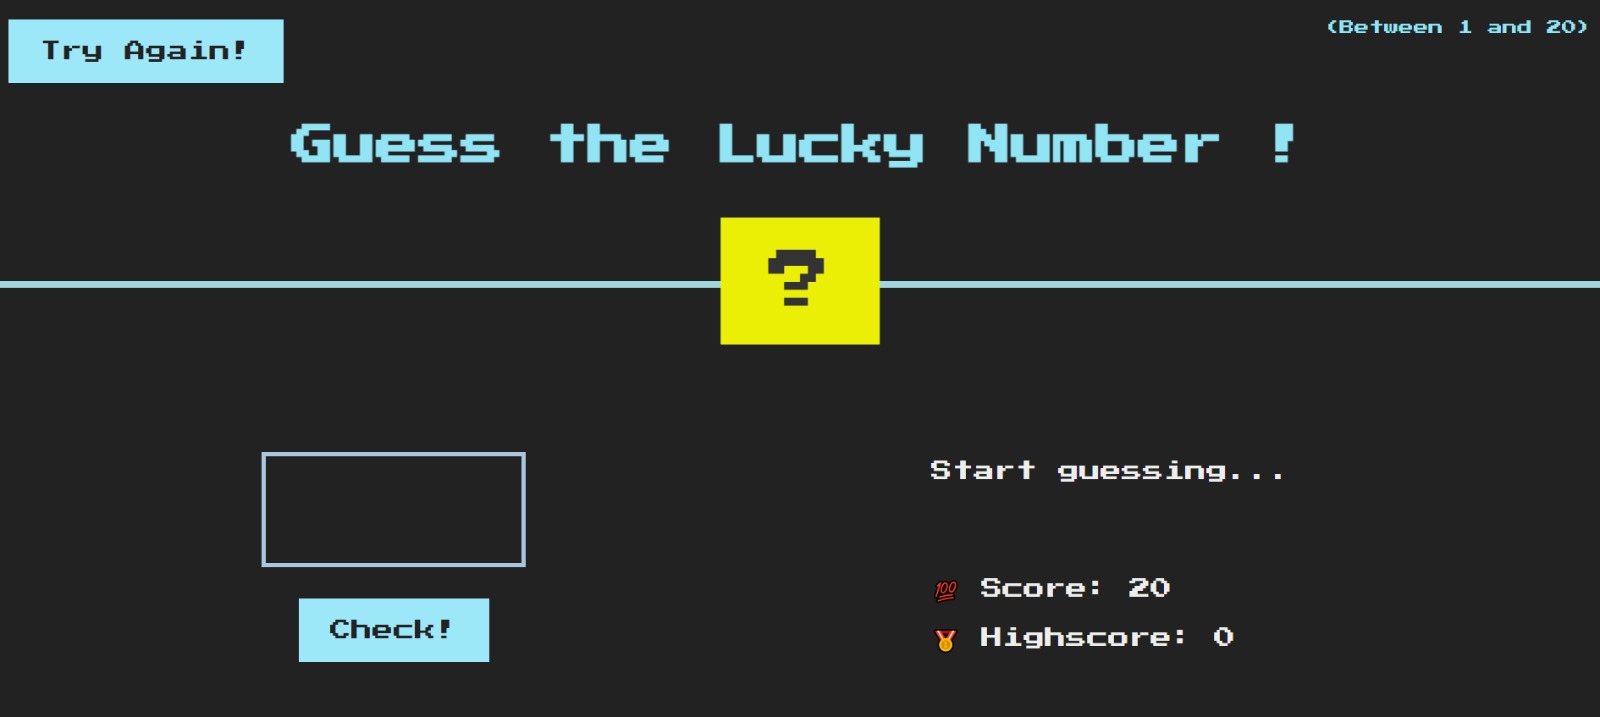 Try Again!
(Between 1 and 20)
Guess the Lucky Number !
?
Start guessing...
💯 Score: 20
🥇 Highscore: 0
Check!